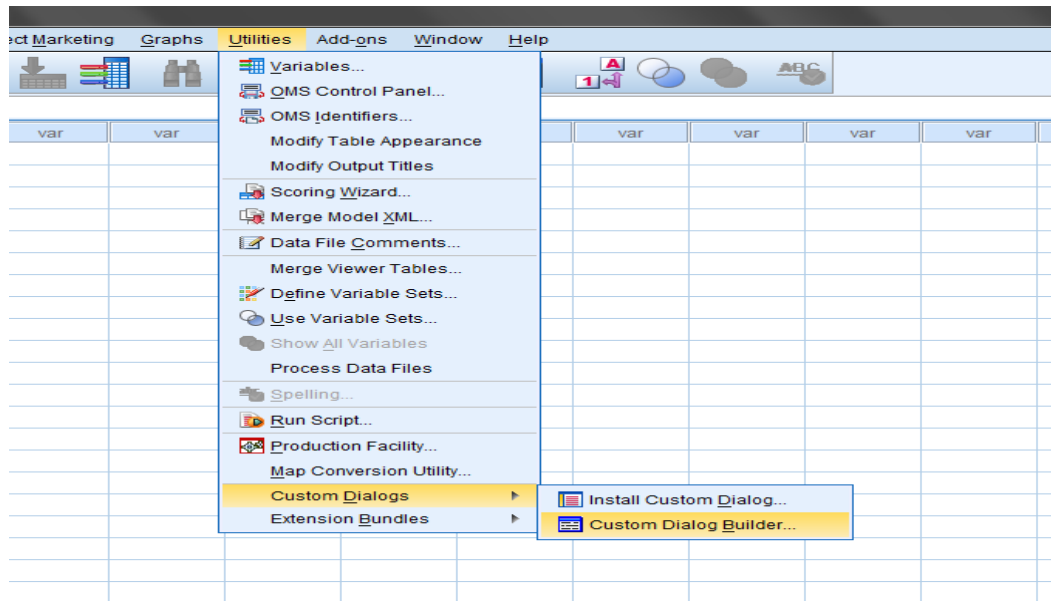 ect Marketing Graphs Utilities Add-ons Window Help
A
1
ABC
var var var var var var
Variables...
OMS Control Panel...
OMS Identifiers...
Modify Table Appearance
Modify Output Titles
Scoring Wizard...
Merge Model XML...
Data File Comments...
Merge Viewer Tables...
Define Variable Sets...
Use Variable Sets...
Show All Variables
Process Data Files
Spelling...
Run Script...
Production Facility...
Map Conversion Utility...
Custom Dialogs
Install Custom Dialog...
Extension Bundles
Custom Dialog Builder...